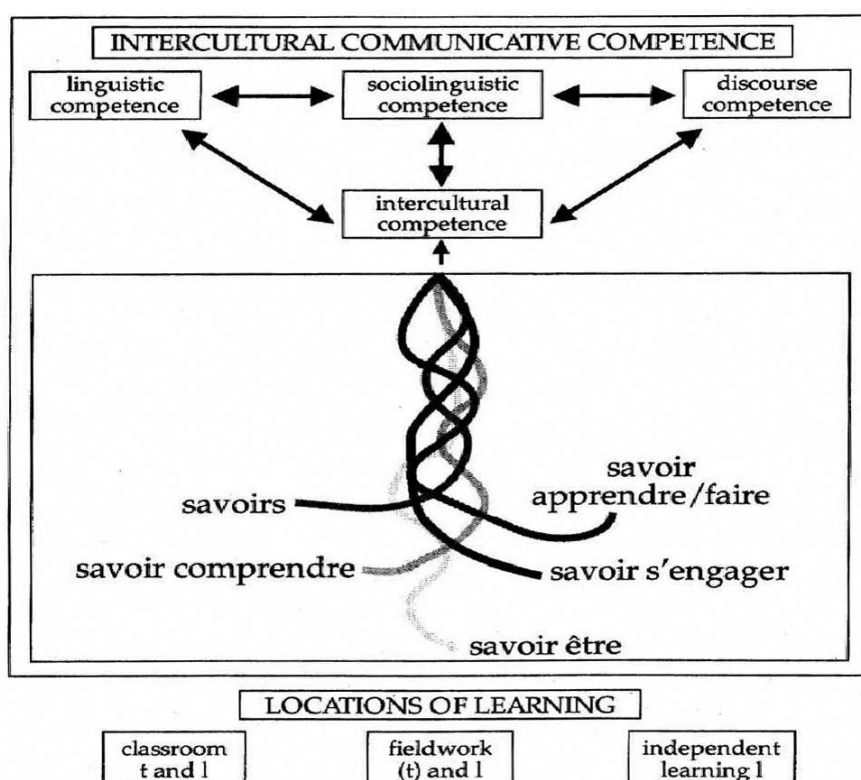 INTERCULTURAL COMMUNICATIVE COMPETENCE
linguistic
competence
sociolinguistic
competence
discourse
competence
intercultural
competence
savoirs
savoir
apprendre/faire
savoir comprendre
savoir s'engager
savoir être
LOCATIONS OF LEARNING
classroom
t and l
fieldwork
(t) and l
independent
learning l